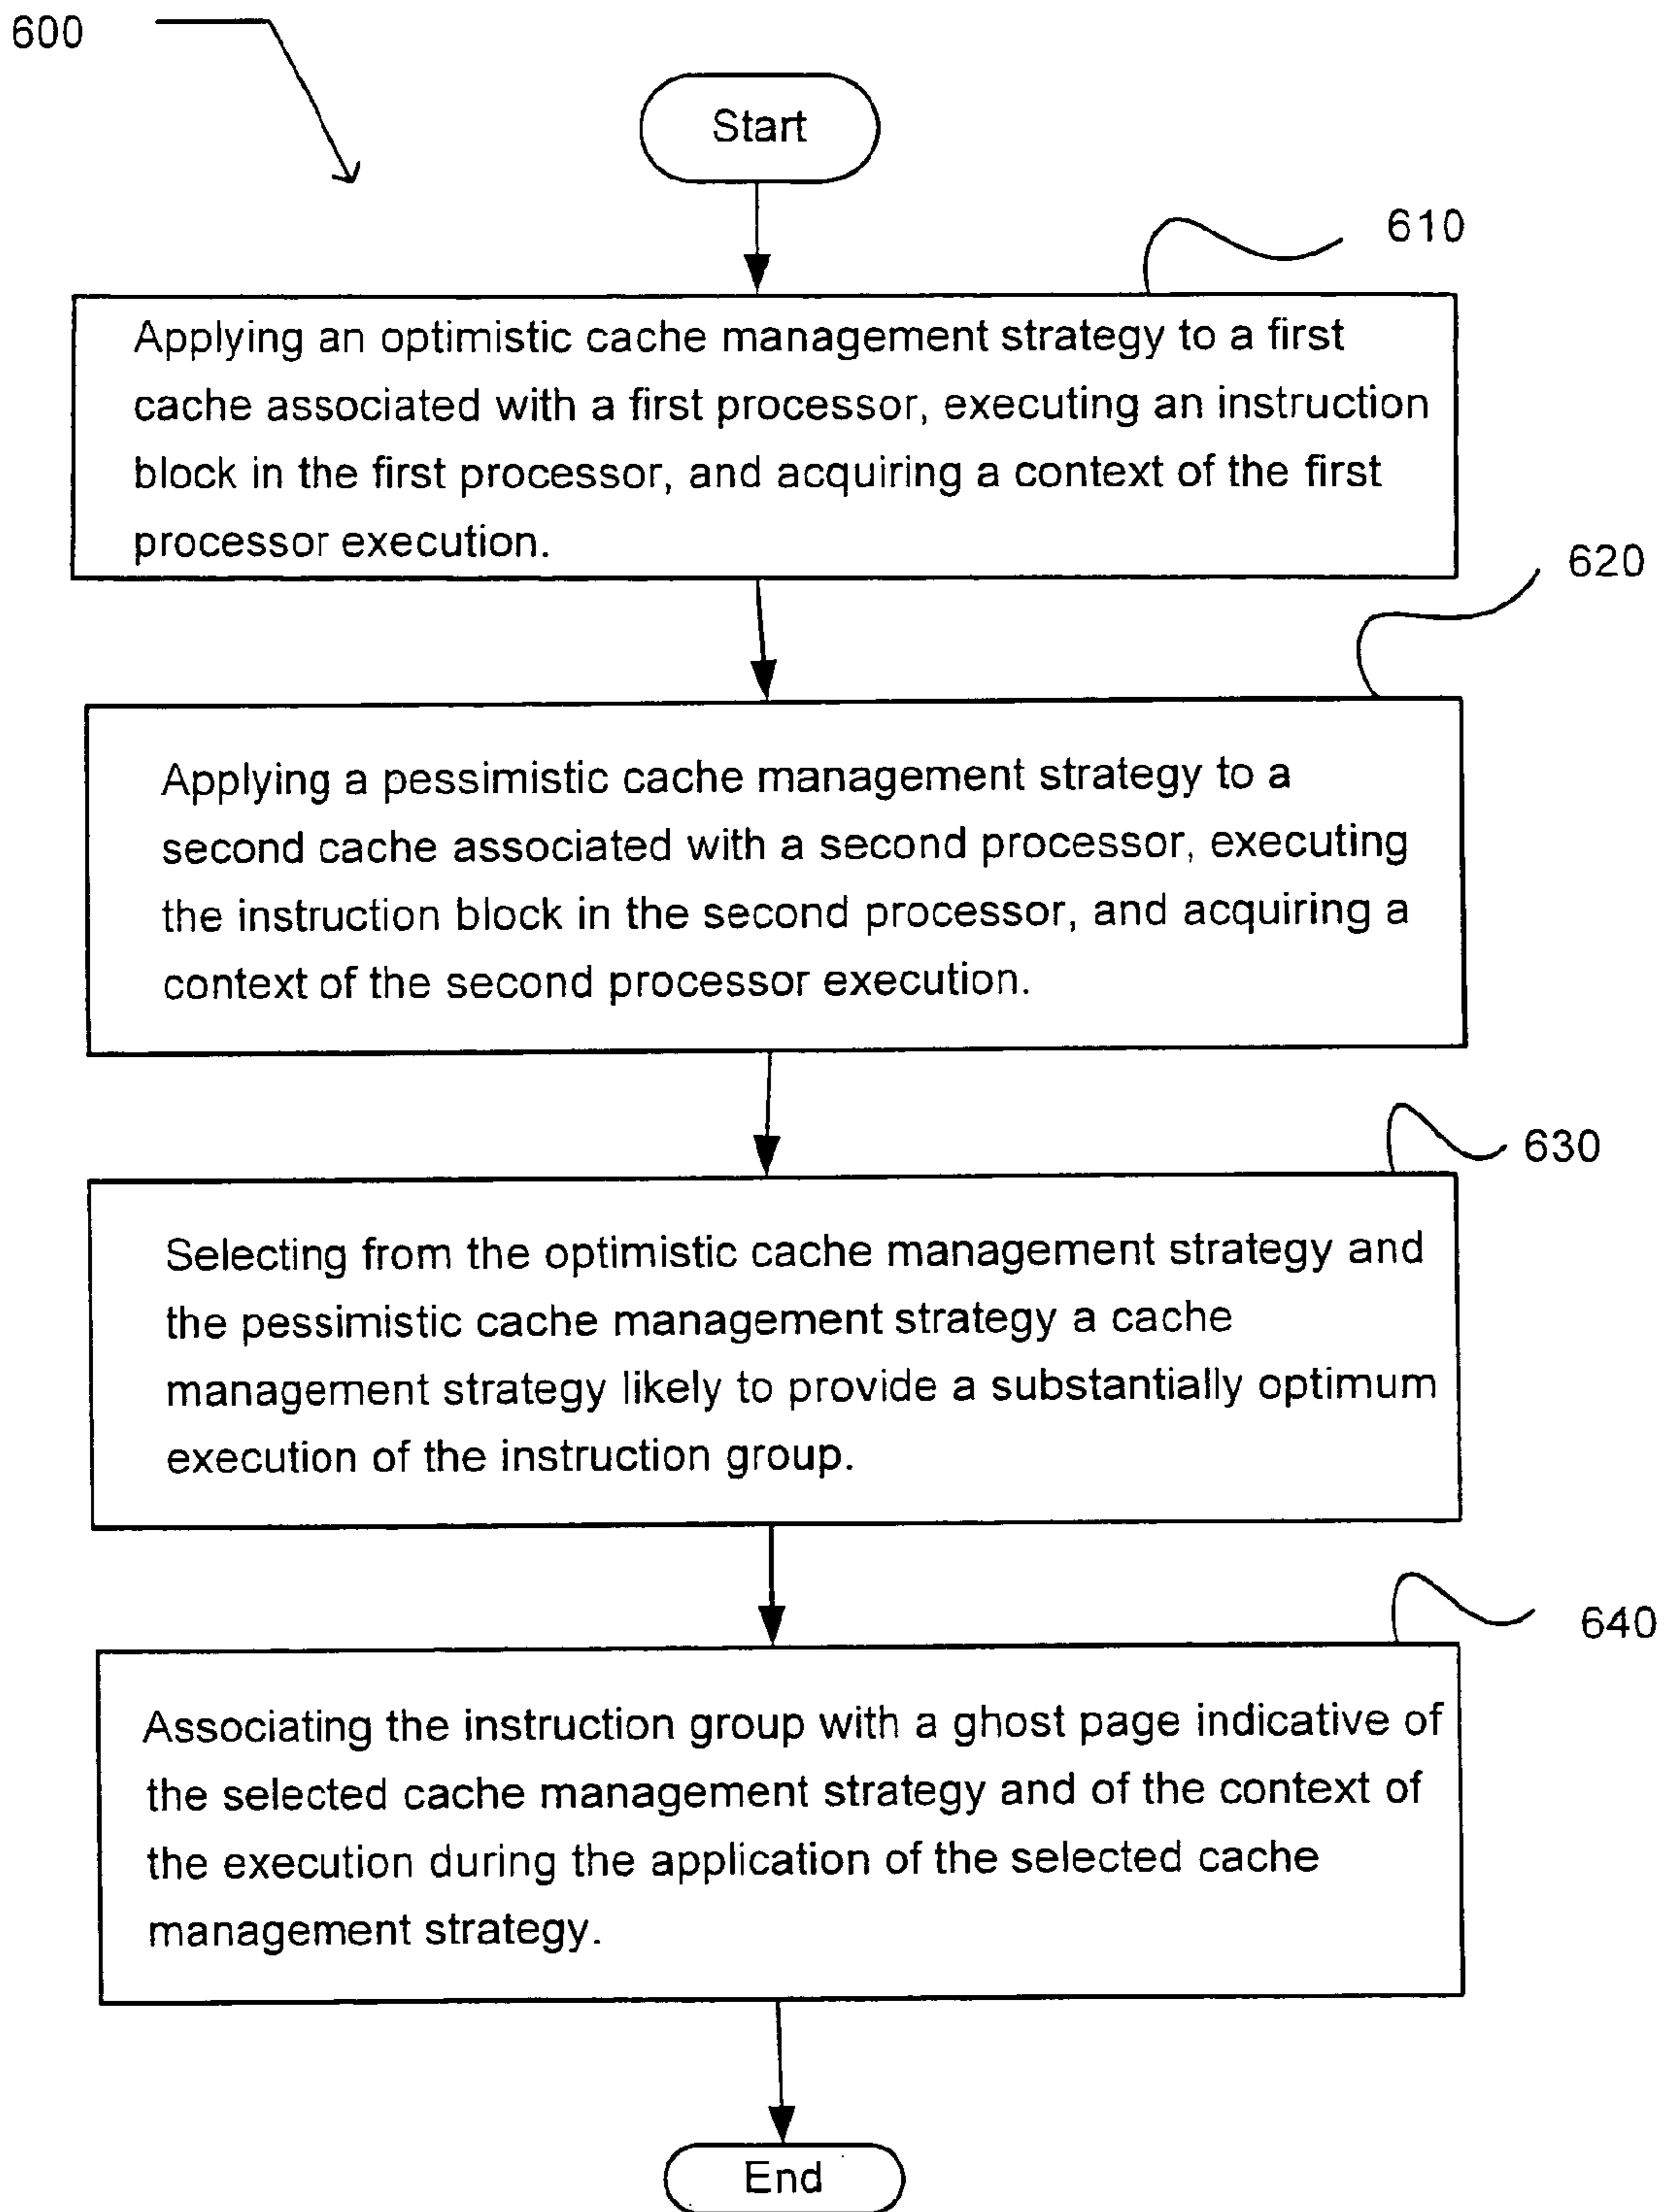 600
Start
610
Applying an optimistic cache management strategy to a first
cache associated with a first processor, executing an instruction
block in the first processor, and acquiring a context of the first
processor execution.
620
Applying a pessimistic cache management strategy to a
second cache associated with a second processor, executing
the instruction block in the second processor, and acquiring a
context of the second processor execution.
630
Selecting from the optimistic cache management strategy and
the pessimistic cache management strategy a cache
management strategy likely to provide a substantially optimum
execution of the instruction group.
640
Associating the instruction group with a ghost page indicative of
the selected cache management strategy and of the context of
the execution during the application of the selected cache
management strategy.
End